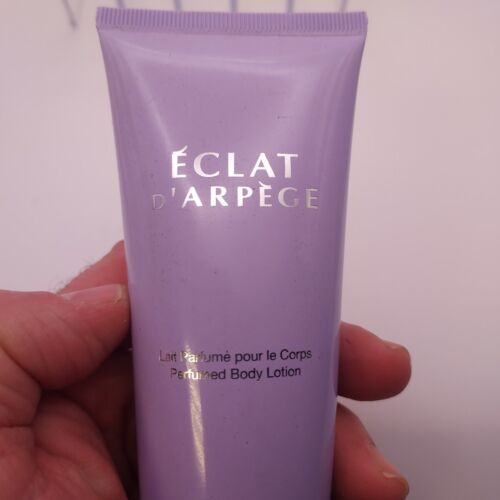 ÉCLAT
D'ARPÈGE
Lait Parfumé pour le Corps
Perfumed Body Lotion